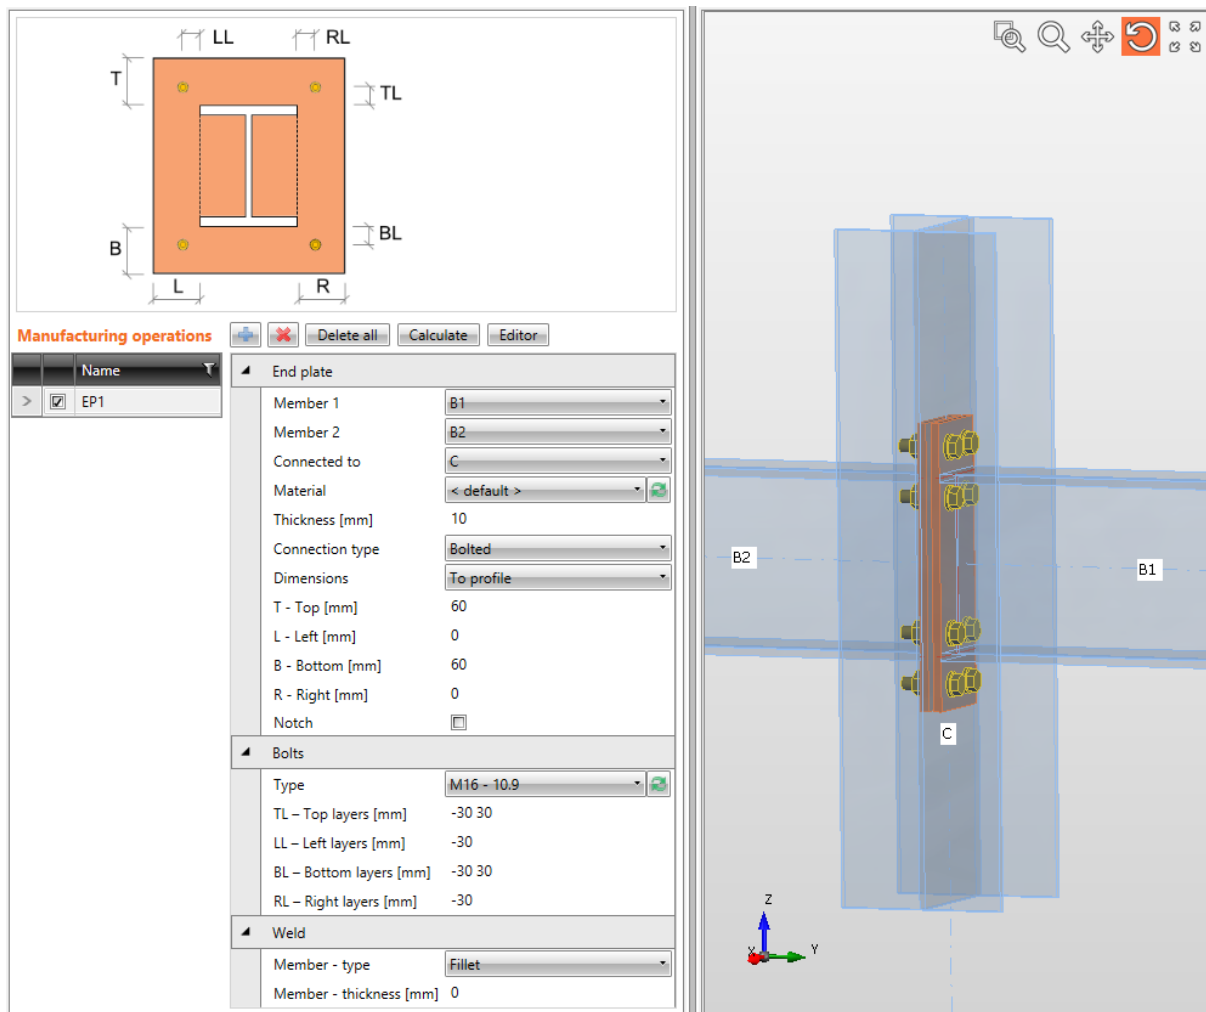 LL
RL
T
TL
B
BL
L
R
Manufacturing operations
Delete all
Calculate
Editor
Name
EP1
End plate
Member 1 B1
Member 2 B2
Connected to C
Material < default >
Thickness [mm] 10
Connection type Bolted
Dimensions To profile
T - Top [mm] 60
L - Left [mm] 0
B - Bottom [mm] 60
R - Right [mm] 0
Notch
Bolts
Type M16 - 10.9
TL – Top layers [mm] -30 30
LL – Left layers [mm] -30
BL – Bottom layers [mm] -30 30
RL – Right layers [mm] -30
Weld
Member - type Fillet
Member - thickness [mm] 0
B2
B1
C
Z
X
Y